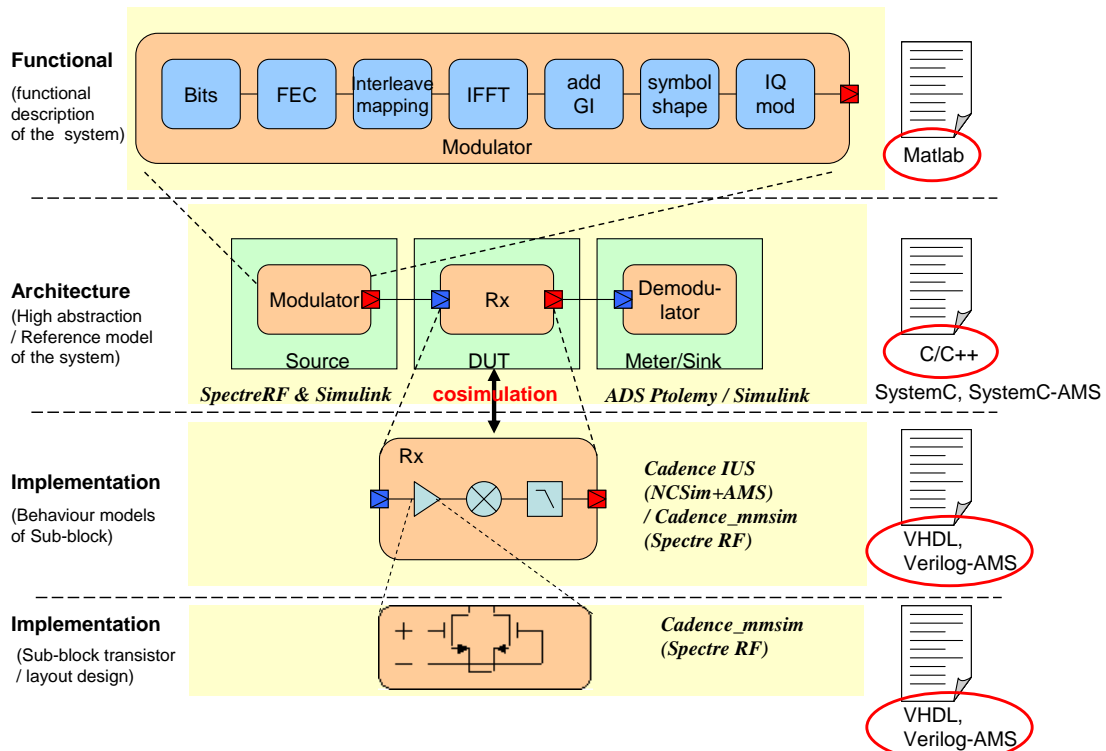 Functional
(functional
description
of the system)
Bits
FEC
Interleave
mapping
IFFT
add
GI
symbol
shape
IQ
mod
Modulator
Matlab
Architecture
(High abstraction
/ Reference model
of the system)
Modulator
Source
Rx
DUT
Demodu-
lator
Meter/Sink
SpectreRF & Simulink
cosimulation
ADS Ptolemy / Simulink
C/C++
SystemC, SystemC-AMS
Implementation
(Behaviour models
of Sub-block)
Rx
Cadence IUS
(NCSim+AMS)
/ Cadence_mmsim
(Spectre RF)
VHDL,
Verilog-AMS
Implementation
(Sub-block transistor
/ layout design)
+
−
Cadence_mmsim
(Spectre RF)
VHDL,
Verilog-AMS